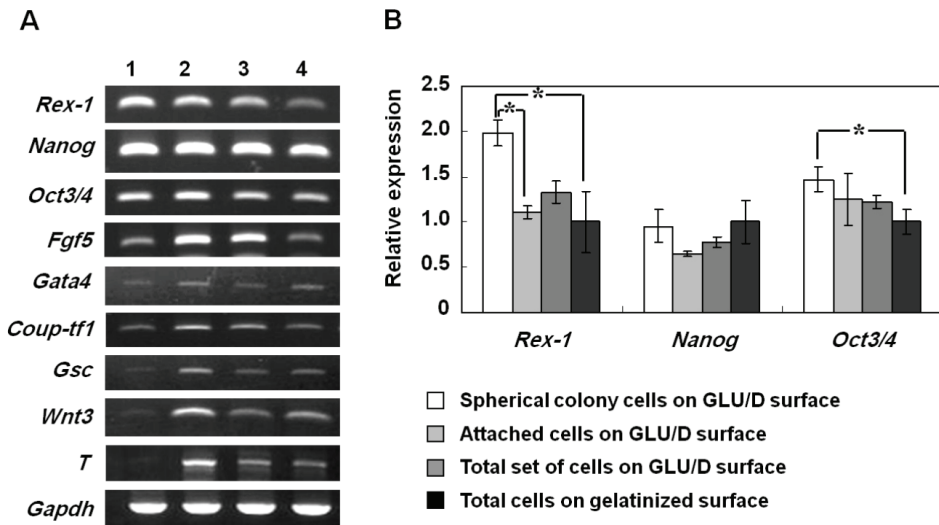 A
1 2 3 4
Rex-1
Nanog
Oct3/4
Fgf5
Gata4
Coup-tf1
Gsc
Wnt3
T
Gapdh
B
Relative expression
2.5
2.0
1.5
1.0
0.5
0
* *
*
Rex-1 Nanog Oct3/4
Spherical colony cells on GLU/D surface
Attached cells on GLU/D surface
Total set of cells on GLU/D surface
Total cells on gelatinized surface